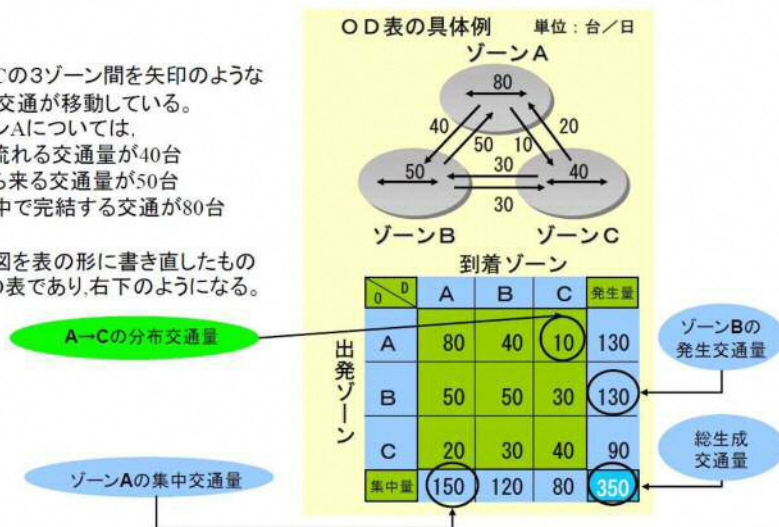 OD表の具体例 単位：台／日
Cの3ゾーン間を矢印のような
交通が移動している。
ンAについては,
流れる交通量が40台
ら来る交通量が50台
中で完結する交通が80台
図を表の形に書き直したもの
の表であり,右下のようになる。
ゾーンA
80
40
50
10
20
50
30
30
40
ゾーンB
ゾーンC
到着ゾーン
出発ゾーン
O D A B C 発生量
A 80 40 10 130
B 50 50 30 130
C 20 30 40 90
集中量 150 120 80 350
A→Cの分布交通量
ゾーンAの集中交通量
ゾーンBの
発生交通量
総生成
交通量